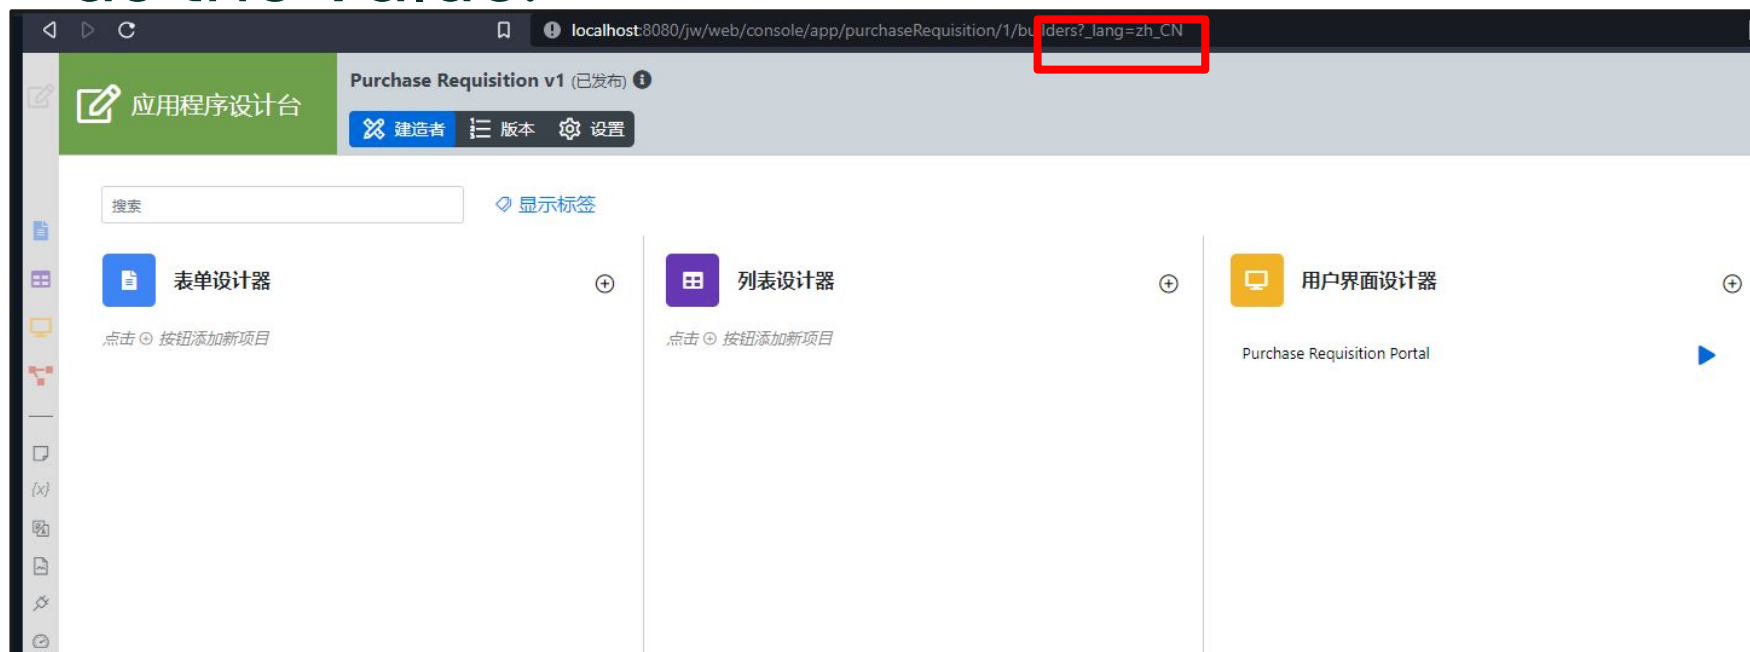 as the value.
localhost:8080/jw/web/console/app/purchaseRequisition/1/builders?_lang=zh_CN
Purchase Requisition v1 (已发布)
应用程序设计台
建造者 版本 设置
搜索 显示标签
表单设计器 列表设计器 用户界面设计器
点击 ⊕ 按钮添加新项目 点击 ⊕ 按钮添加新项目
Purchase Requisition Portal
{x}